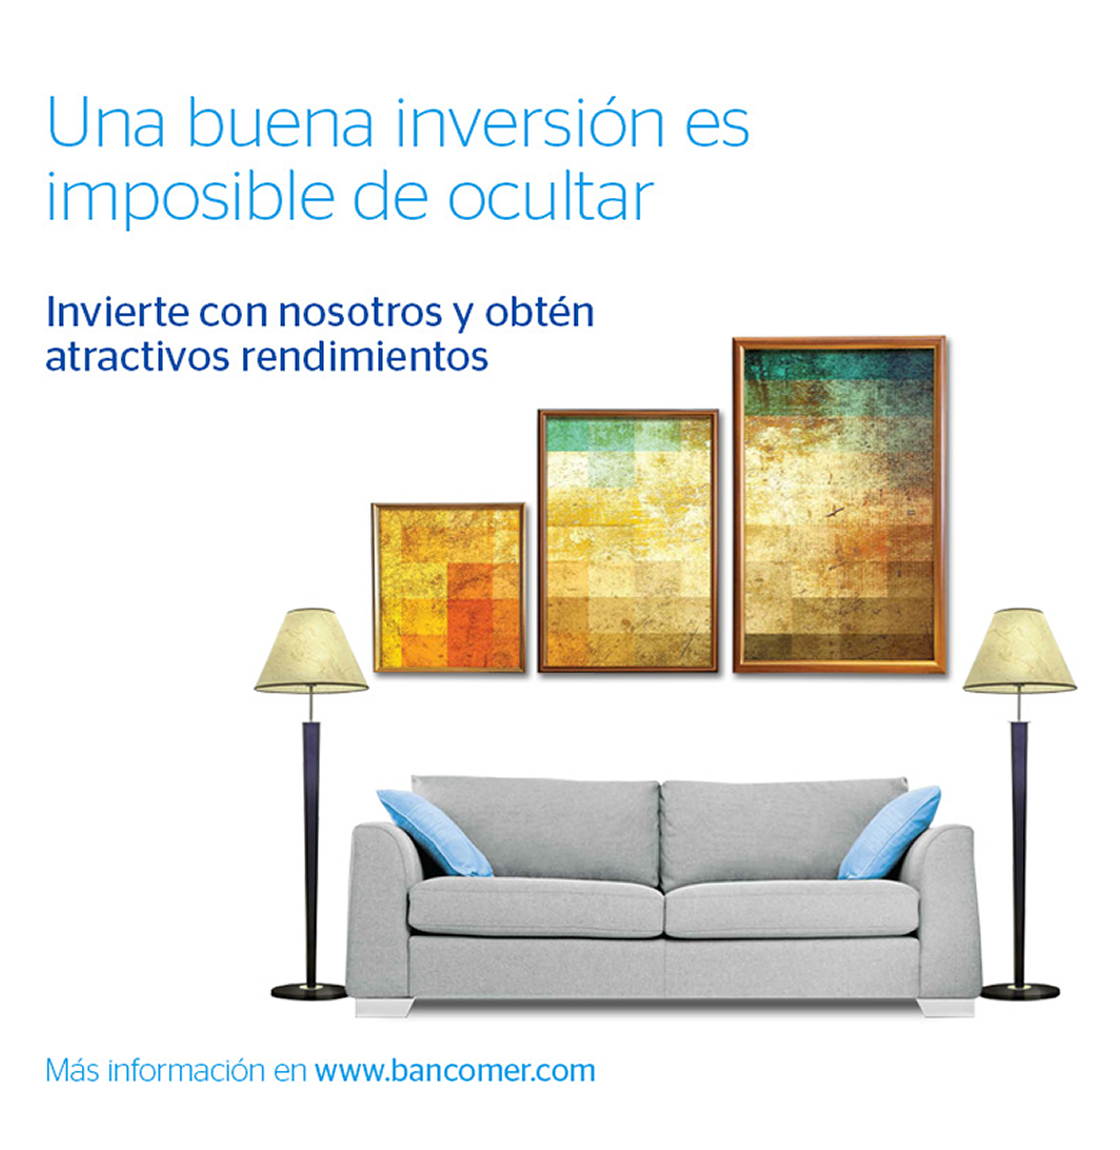 Una buena inversión es
imposible de ocultar
Invierte con nosotros y obtén
atractivos rendimientos
Más información en www.bancomer.com